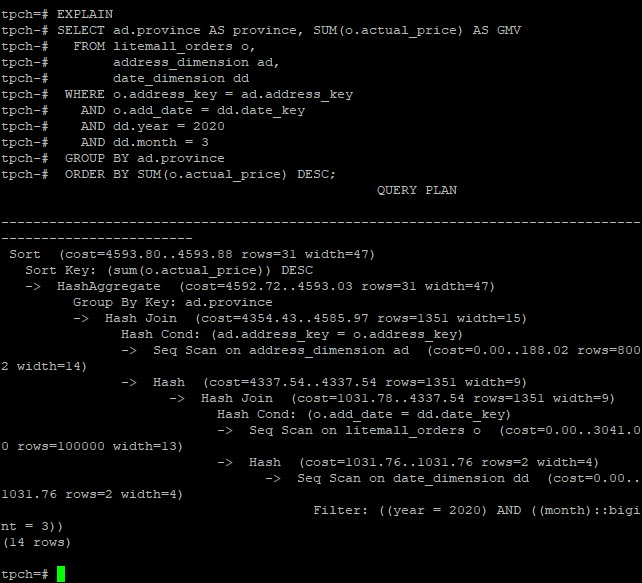 tpch=# EXPLAIN
tpch-# SELECT ad.province AS province, SUM(o.actual_price) AS GMV
tpch-#   FROM litemall_orders o,
tpch-#        address_dimension ad,
tpch-#        date_dimension dd
tpch-#  WHERE o.address_key = ad.address_key
tpch-#    AND o.add_date = dd.date_key
tpch-#    AND dd.year = 2020
tpch-#    AND dd.month = 3
tpch-#  GROUP BY ad.province
tpch-#  ORDER BY SUM(o.actual_price) DESC;
                                               QUERY PLAN
--------------------------------------------------------------------------------
------------------------
 Sort  (cost=4593.80..4593.88 rows=31 width=47)
   Sort Key: (sum(o.actual_price)) DESC
   ->  HashAggregate  (cost=4592.72..4593.03 rows=31 width=47)
         Group By Key: ad.province
         ->  Hash Join  (cost=4354.43..4585.97 rows=1351 width=15)
               Hash Cond: (ad.address_key = o.address_key)
               ->  Seq Scan on address_dimension ad  (cost=0.00..188.02 rows=800
2 width=14)
               ->  Hash  (cost=4337.54..4337.54 rows=1351 width=9)
                     ->  Hash Join  (cost=1031.78..4337.54 rows=1351 width=9)
                           Hash Cond: (o.add_date = dd.date_key)
                           ->  Seq Scan on litemall_orders o  (cost=0.00..3041.0
0 rows=100000 width=13)
                           ->  Hash  (cost=1031.76..1031.76 rows=2 width=4)
                                 ->  Seq Scan on date_dimension dd  (cost=0.00..
1031.76 rows=2 width=4)
                                       Filter: ((year = 2020) AND ((month)::bigi
nt = 3))
(14 rows)

tpch=#